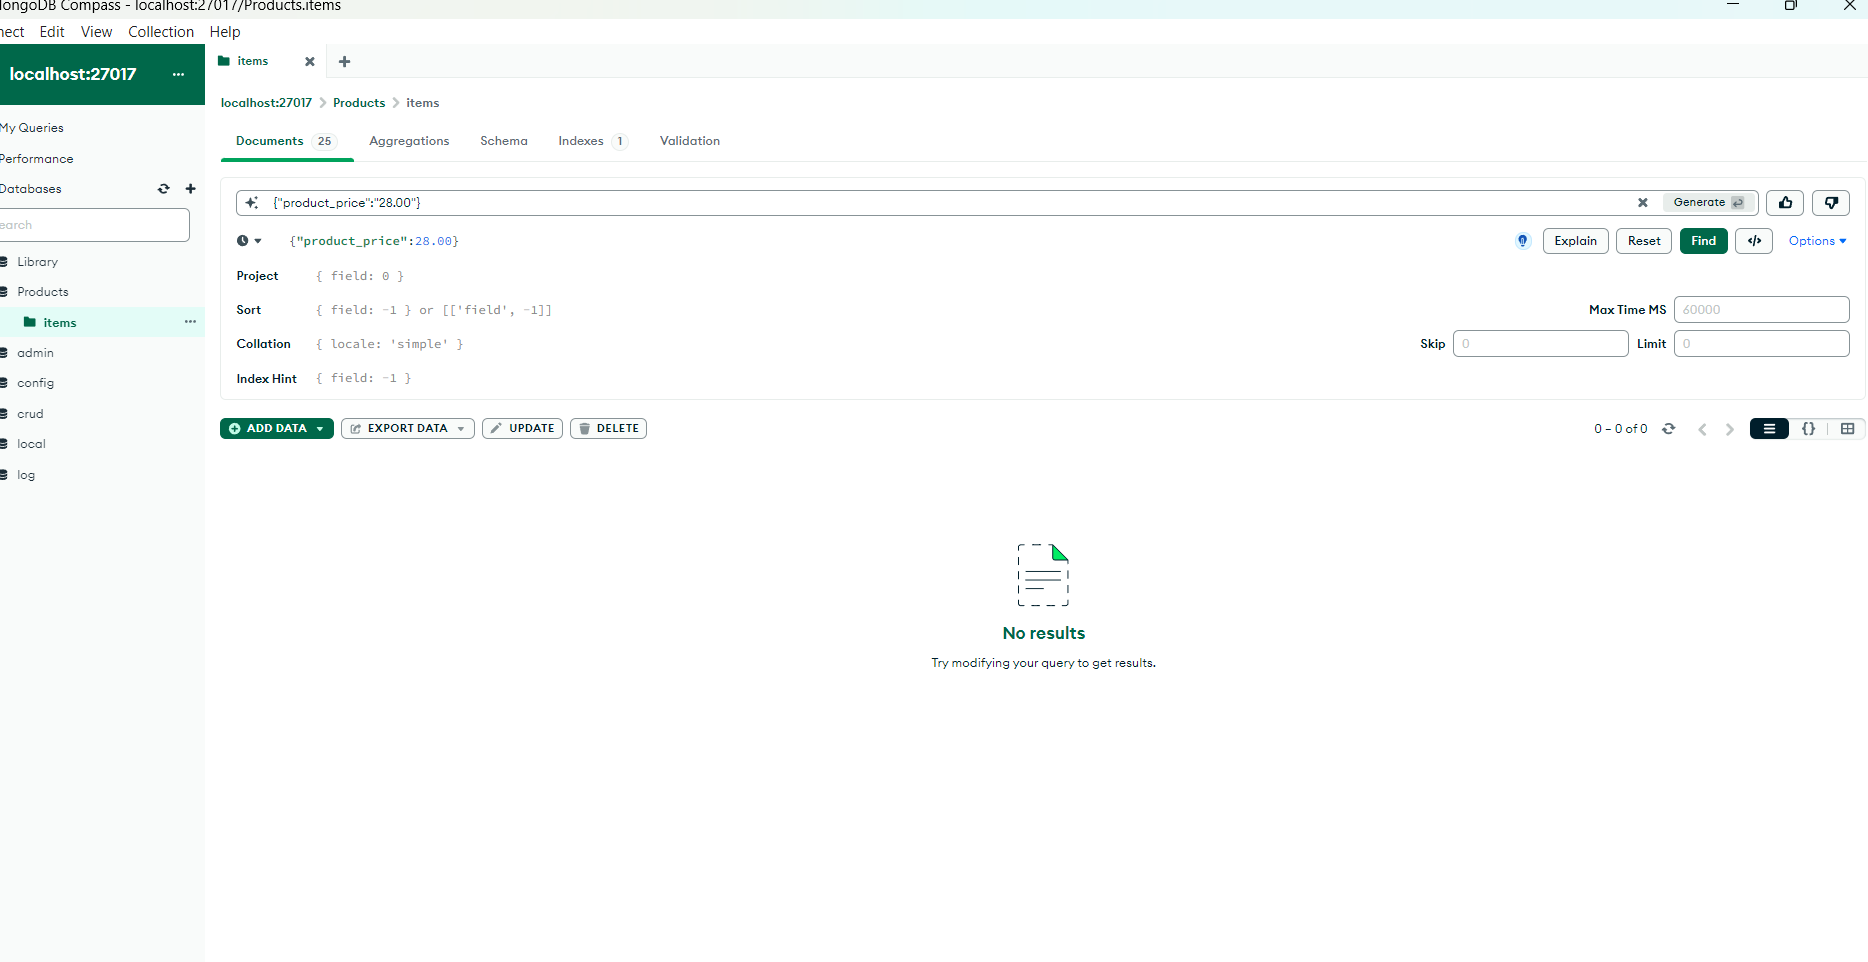 MongoDB Compass - localhost:27017/Products.items
Edit View Collection Help
localhost:27017 ...
items
localhost:27017 > Products > items
My Queries
Performance
Databases
Documents 25 Aggregations Schema Indexes 1 Validation
{"product_price":"28.00"}
Generate
{"product_price":28.00}
Explain Reset Find </> Options
Library
Products
items ...
admin
config
crud
local
log
Project { field: 0 }
Sort { field: -1 } or [['field', -1]]
Max Time MS 60000
Collation { locale: 'simple' }
Skip 0 Limit 0
Index Hint { field: -1 }
ADD DATA EXPORT DATA UPDATE DELETE
0 – 0 of 0
{}
No results
Try modifying your query to get results.